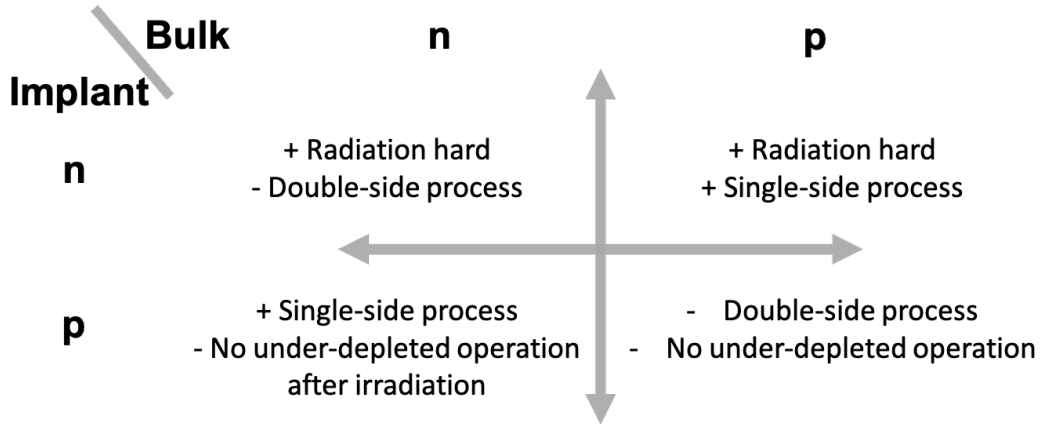 Bulk n p
Implant
n
+ Radiation hard
- Double-side process
+ Radiation hard
+ Single-side process
p
+ Single-side process
- No under-depleted operation
after irradiation
- Double-side process
- No under-depleted operation